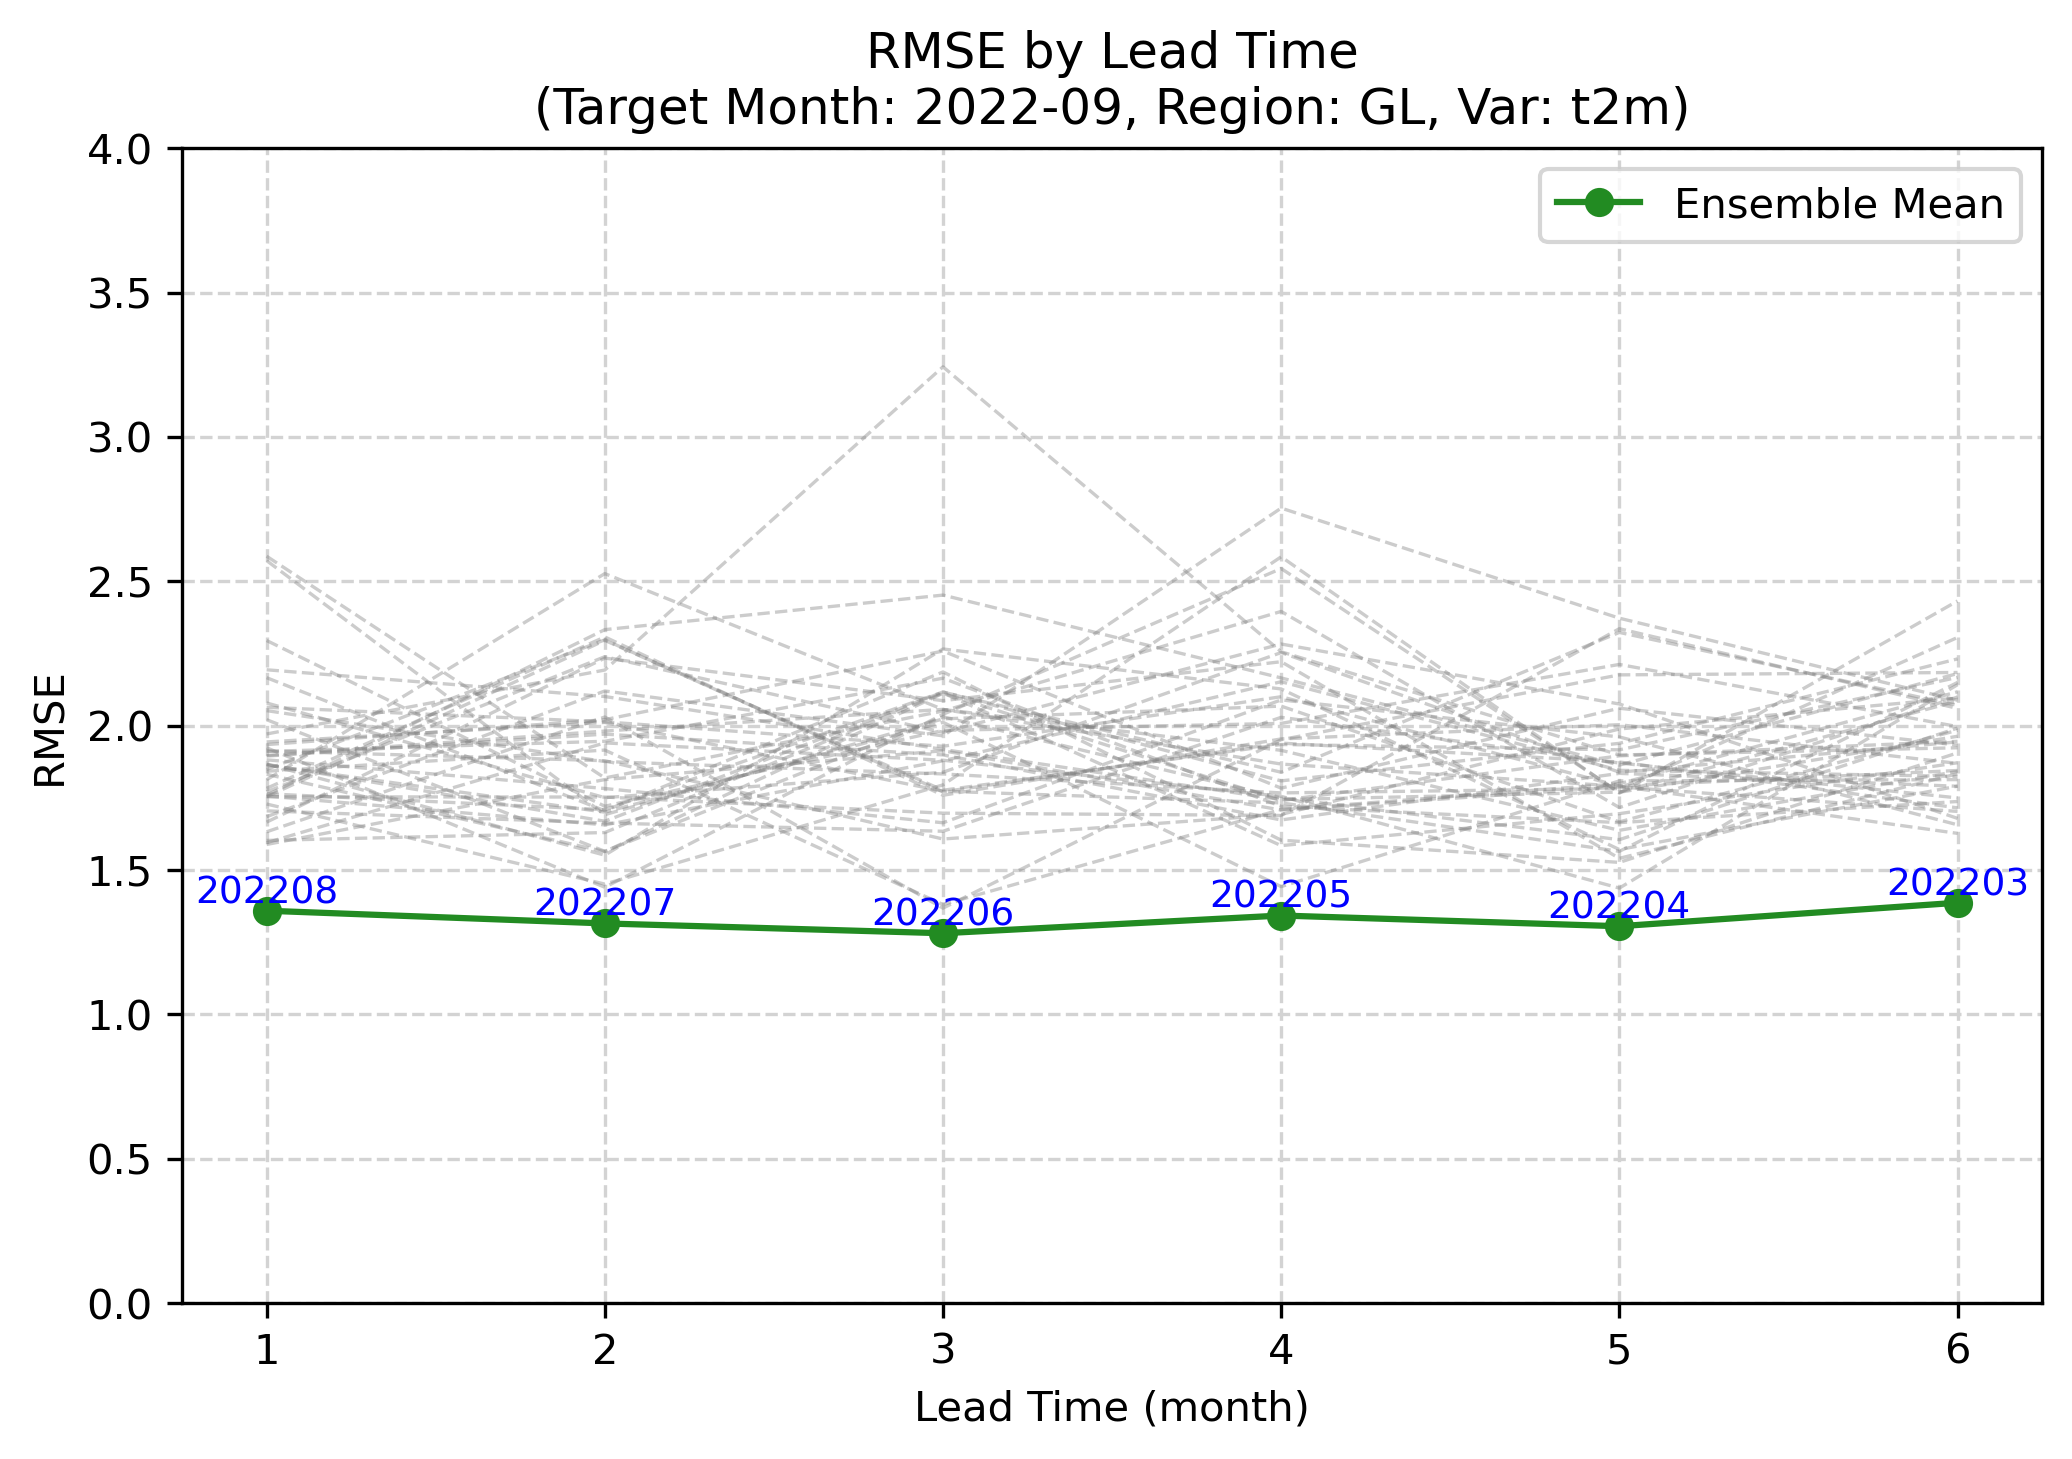 RMSE by Lead Time
(Target Month: 2022-09, Region: GL, Var: t2m)
Ensemble Mean
RMSE
4.0
3.5
3.0
2.5
2.0
1.5
1.0
0.5
0.0
202208
202207
202206
202205
202204
202203
1 2 3 4 5 6
Lead Time (month)